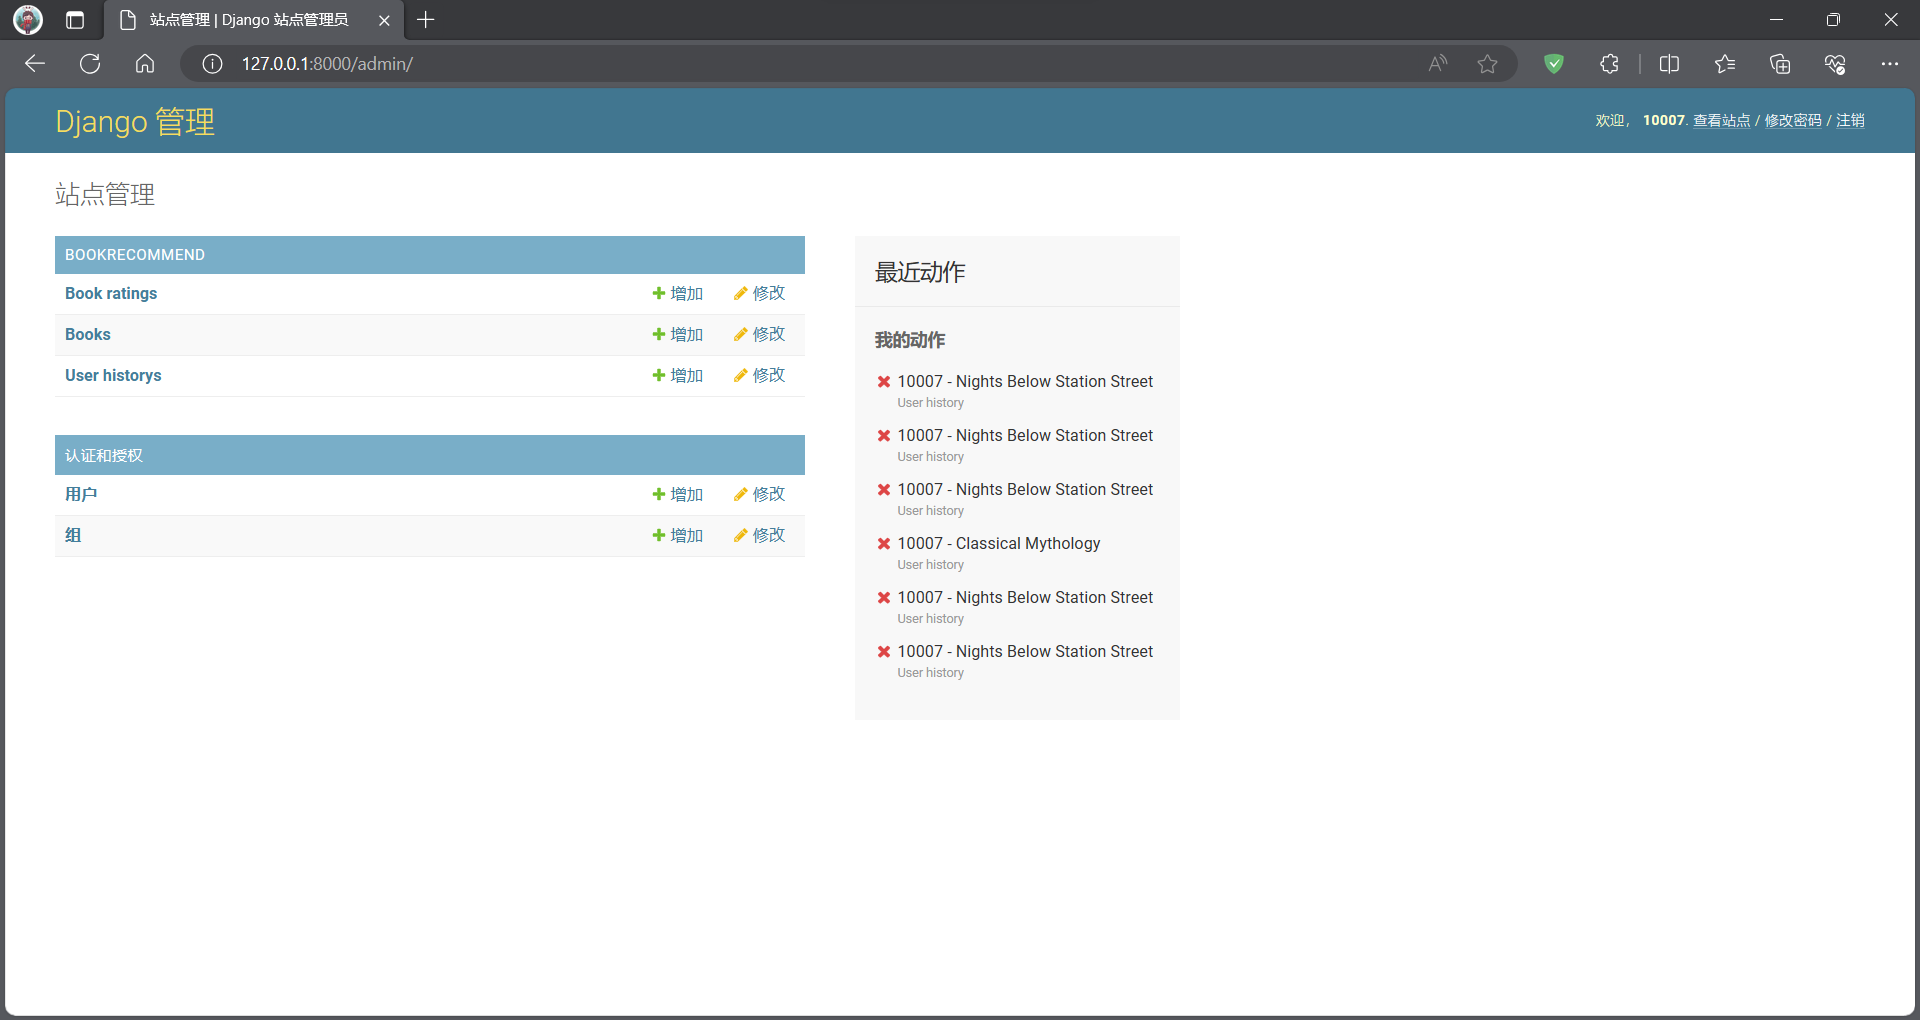 站点管理 | Django 站点管理员
127.0.0.1:8000/admin/
Django 管理
欢迎， 10007. 查看站点 / 修改密码 / 注销
站点管理
BOOKRECOMMEND
Book ratings 增加 修改
Books 增加 修改
User historys 增加 修改
认证和授权
用户 增加 修改
组 增加 修改
最近动作
我的动作
10007 - Nights Below Station Street
User history
10007 - Nights Below Station Street
User history
10007 - Nights Below Station Street
User history
10007 - Classical Mythology
User history
10007 - Nights Below Station Street
User history
10007 - Nights Below Station Street
User history